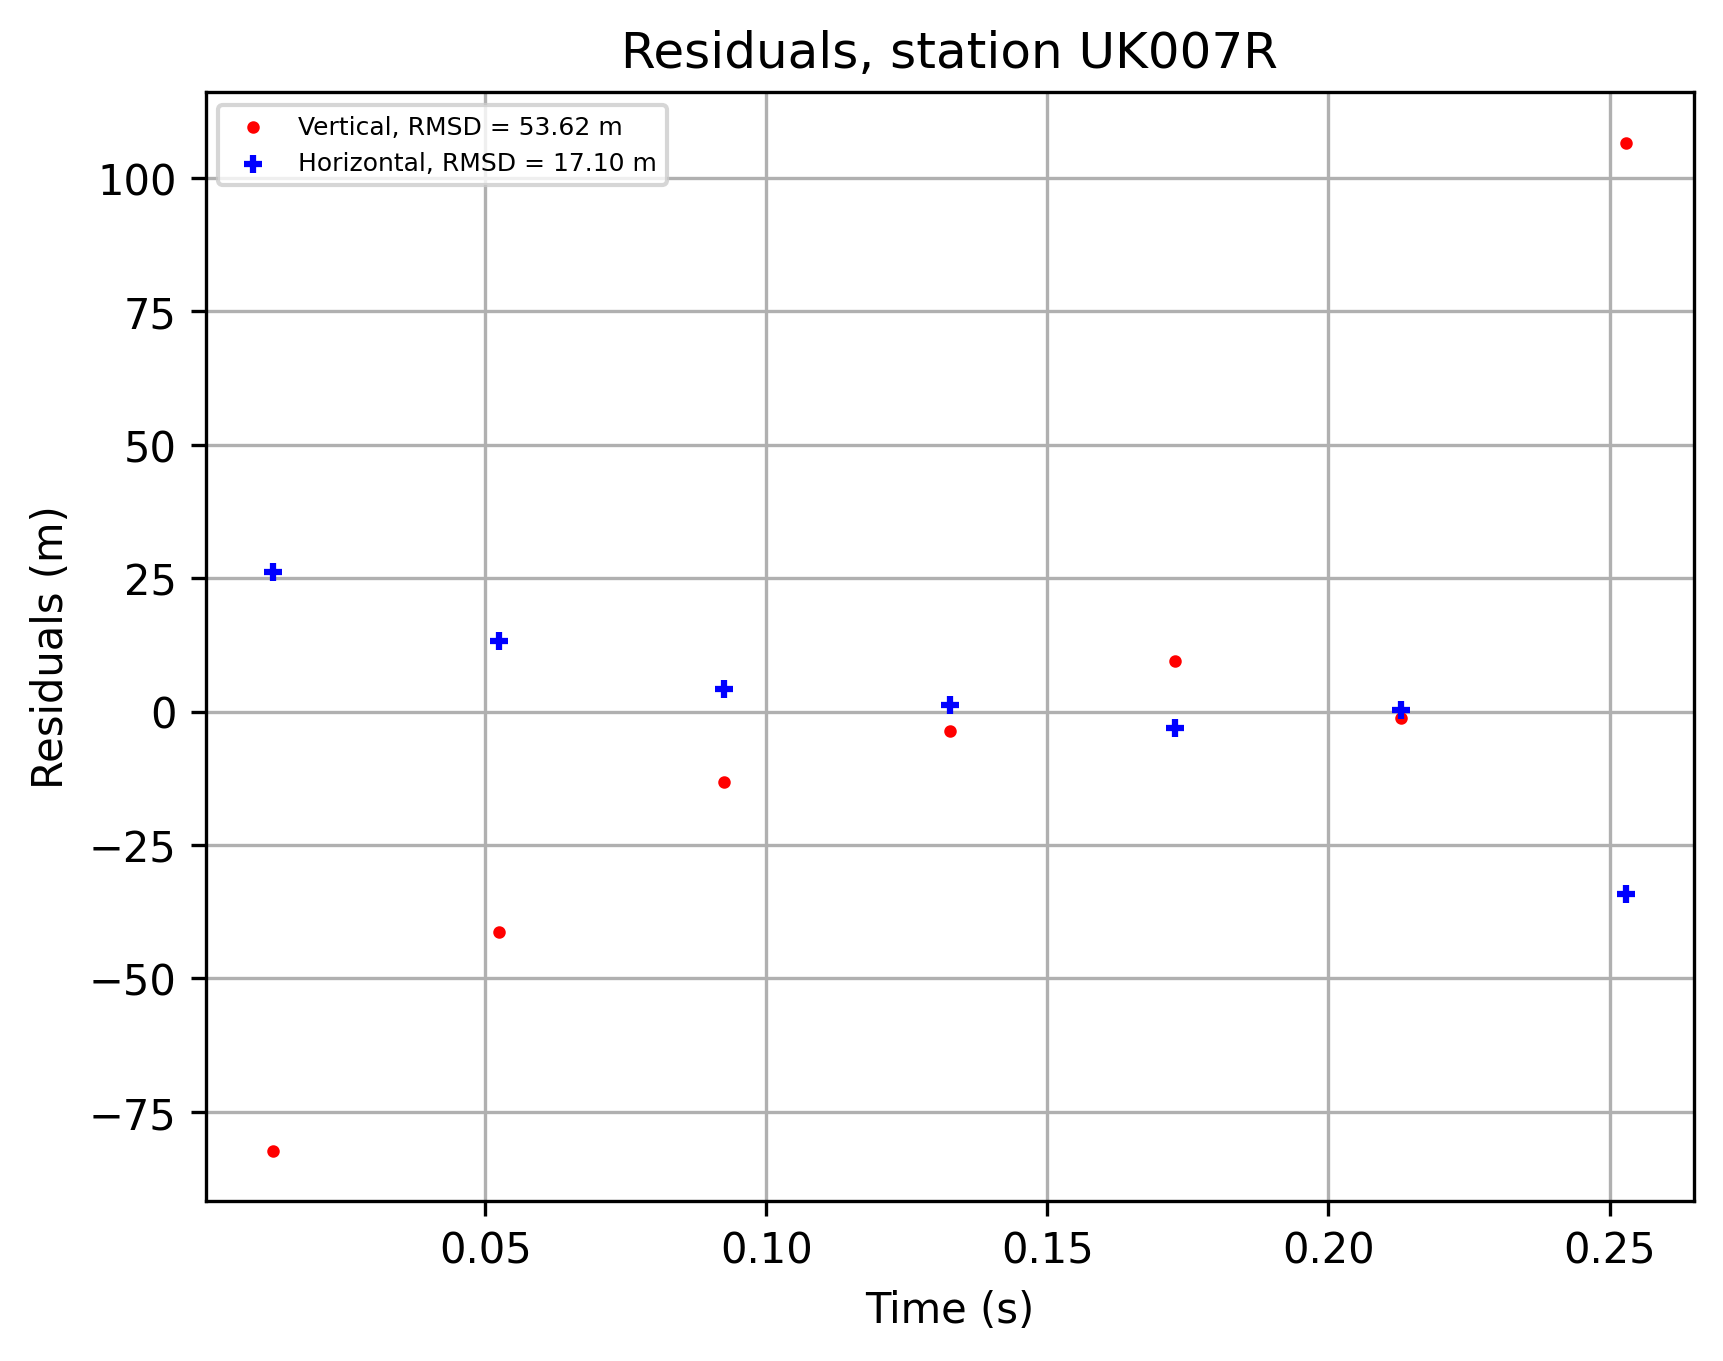 Residuals, station UK007R
Vertical, RMSD = 53.62 m
Horizontal, RMSD = 17.10 m
100
75
50
25
0
−25
−50
−75
Residuals (m)
0.05 0.10 0.15 0.20 0.25
Time (s)